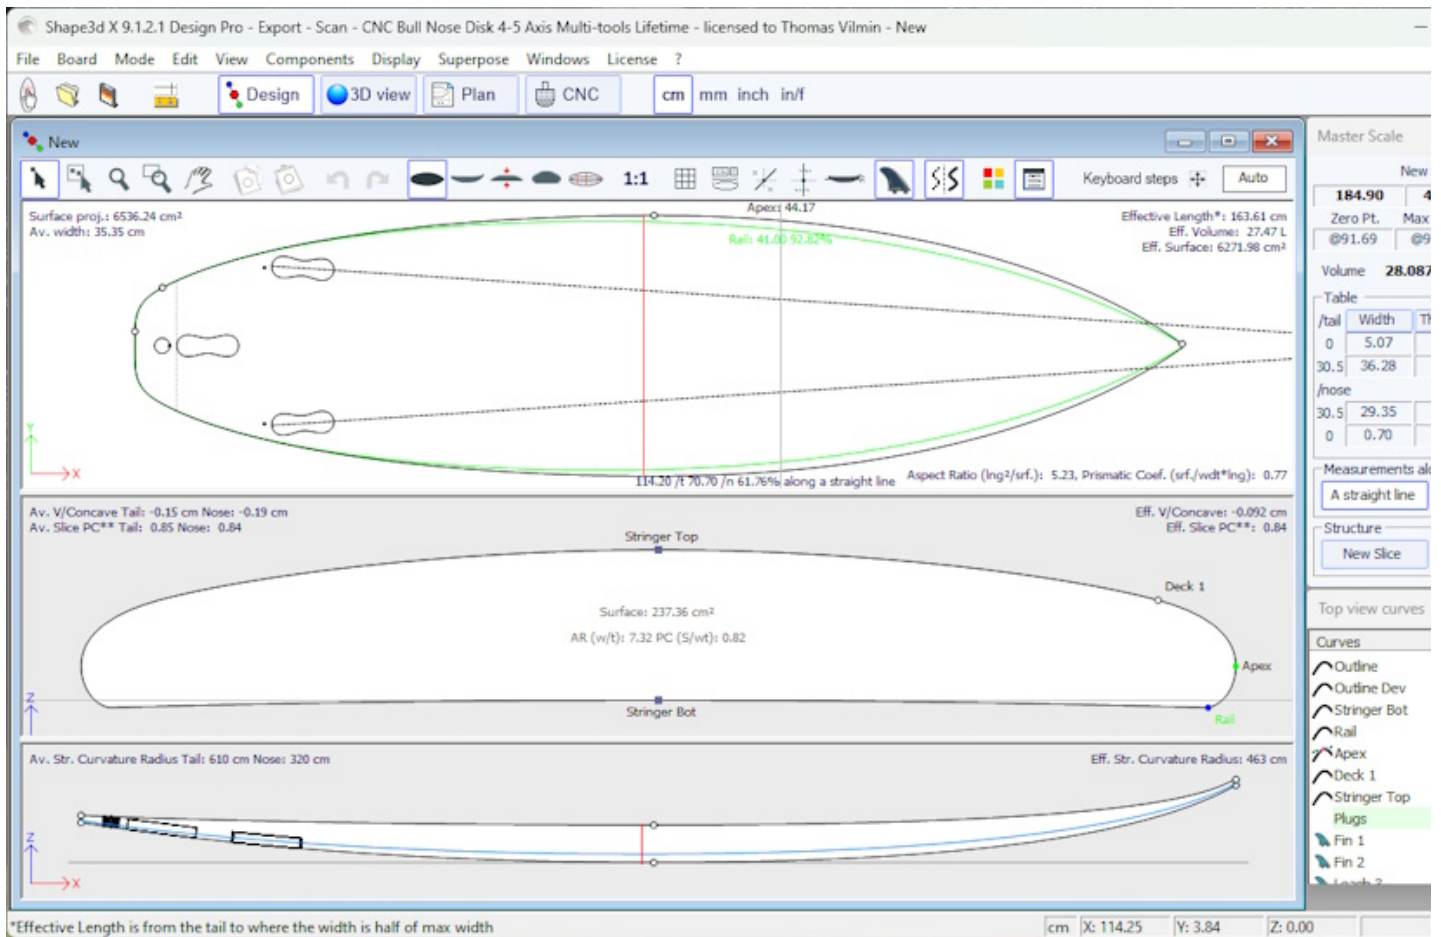 Shape3d X 9.1.2.1 Design Pro - Export - Scan - CNC Bull Nose Disk 4-5 Axis Multi-tools Lifetime - licensed to Thomas Vilmin - New
File Board Mode Edit View Components Display Superpose Windows License ?
Design 3D view Plan CNC cm mm inch in/f
New
1:1 Keyboard steps Auto
Surface proj.: 6536.24 cm²
Av. width: 35.35 cm
Apex: 44.17
Rail: 41.00 92.82%
Effective Length*: 163.61 cm
Eff. Volume: 27.47 L
Eff. Surface: 6271.98 cm²
Y
X
114.20 /t 70.70 /n 61.76% along a straight line
Aspect Ratio (lng²/srf.): 5.23, Prismatic Coef. (srf./wdt*lng): 0.77
Av. V/Concave Tail: -0.15 cm Nose: -0.19 cm
Av. Slice PC** Tail: 0.85 Nose: 0.84
Eff. V/Concave: -0.092 cm
Eff. Slice PC**: 0.84
Stringer Top
Deck 1
Surface: 237.36 cm²
AR (w/t): 7.32 PC (S/wt): 0.82
Apex
Z
Stringer Bot
Rail
Av. Str. Curvature Radius Tail: 610 cm Nose: 320 cm
Eff. Str. Curvature Radius: 463 cm
Z
X
Master Scale
New
184.90 4
Zero Pt. Max
@91.69 @9
Volume 28.087
Table
/tail Width Th
0 5.07
30.5 36.28
/nose
30.5 29.35
0 0.70
Measurements alo
A straight line
Structure
New Slice
Top view curves
Curves
Outline
Outline Dev
Stringer Bot
Rail
Apex
Deck 1
Stringer Top
Plugs
Fin 1
Fin 2
*Effective Length is from the tail to where the width is half of max width
cm X: 114.25 Y: 3.84 Z: 0.00